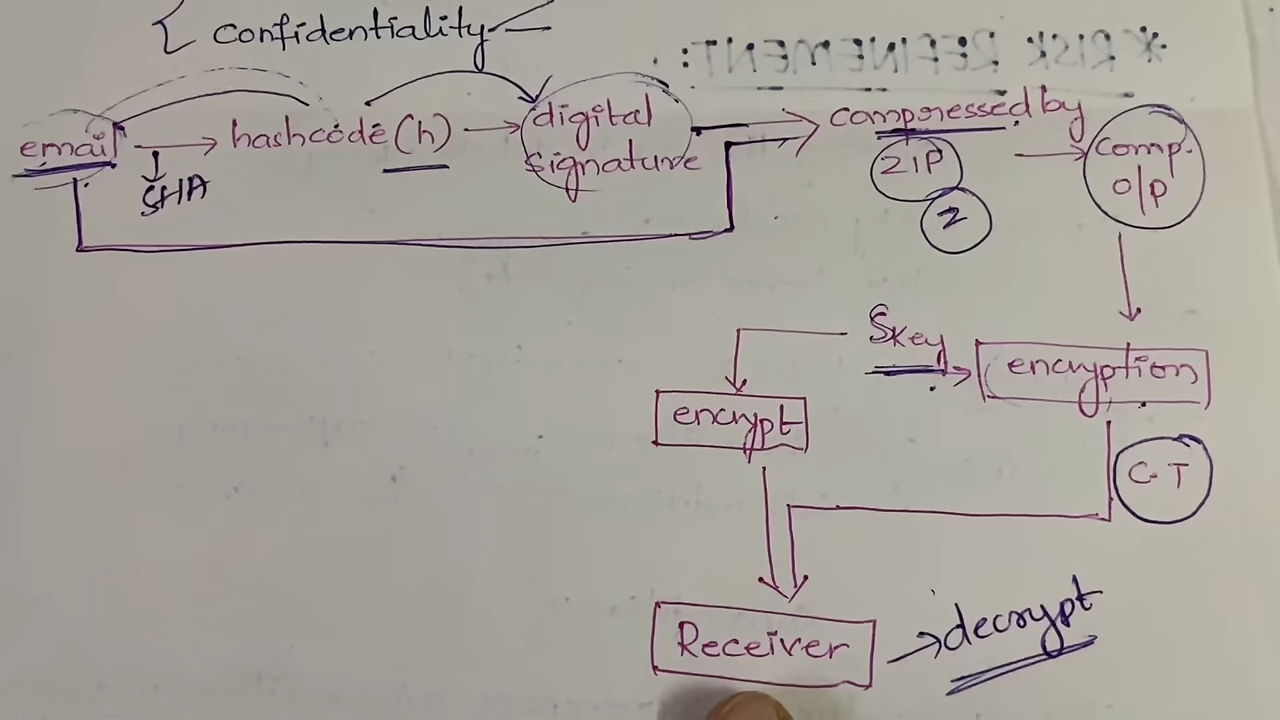 { confidentiality
* RISK REFINEMENT:
email → hashcode (h) → digital signature
SHA
compressed by
ZIP
Z
comp. O/P
Skey
encryption
encrypt
C.T
Receiver → decrypt